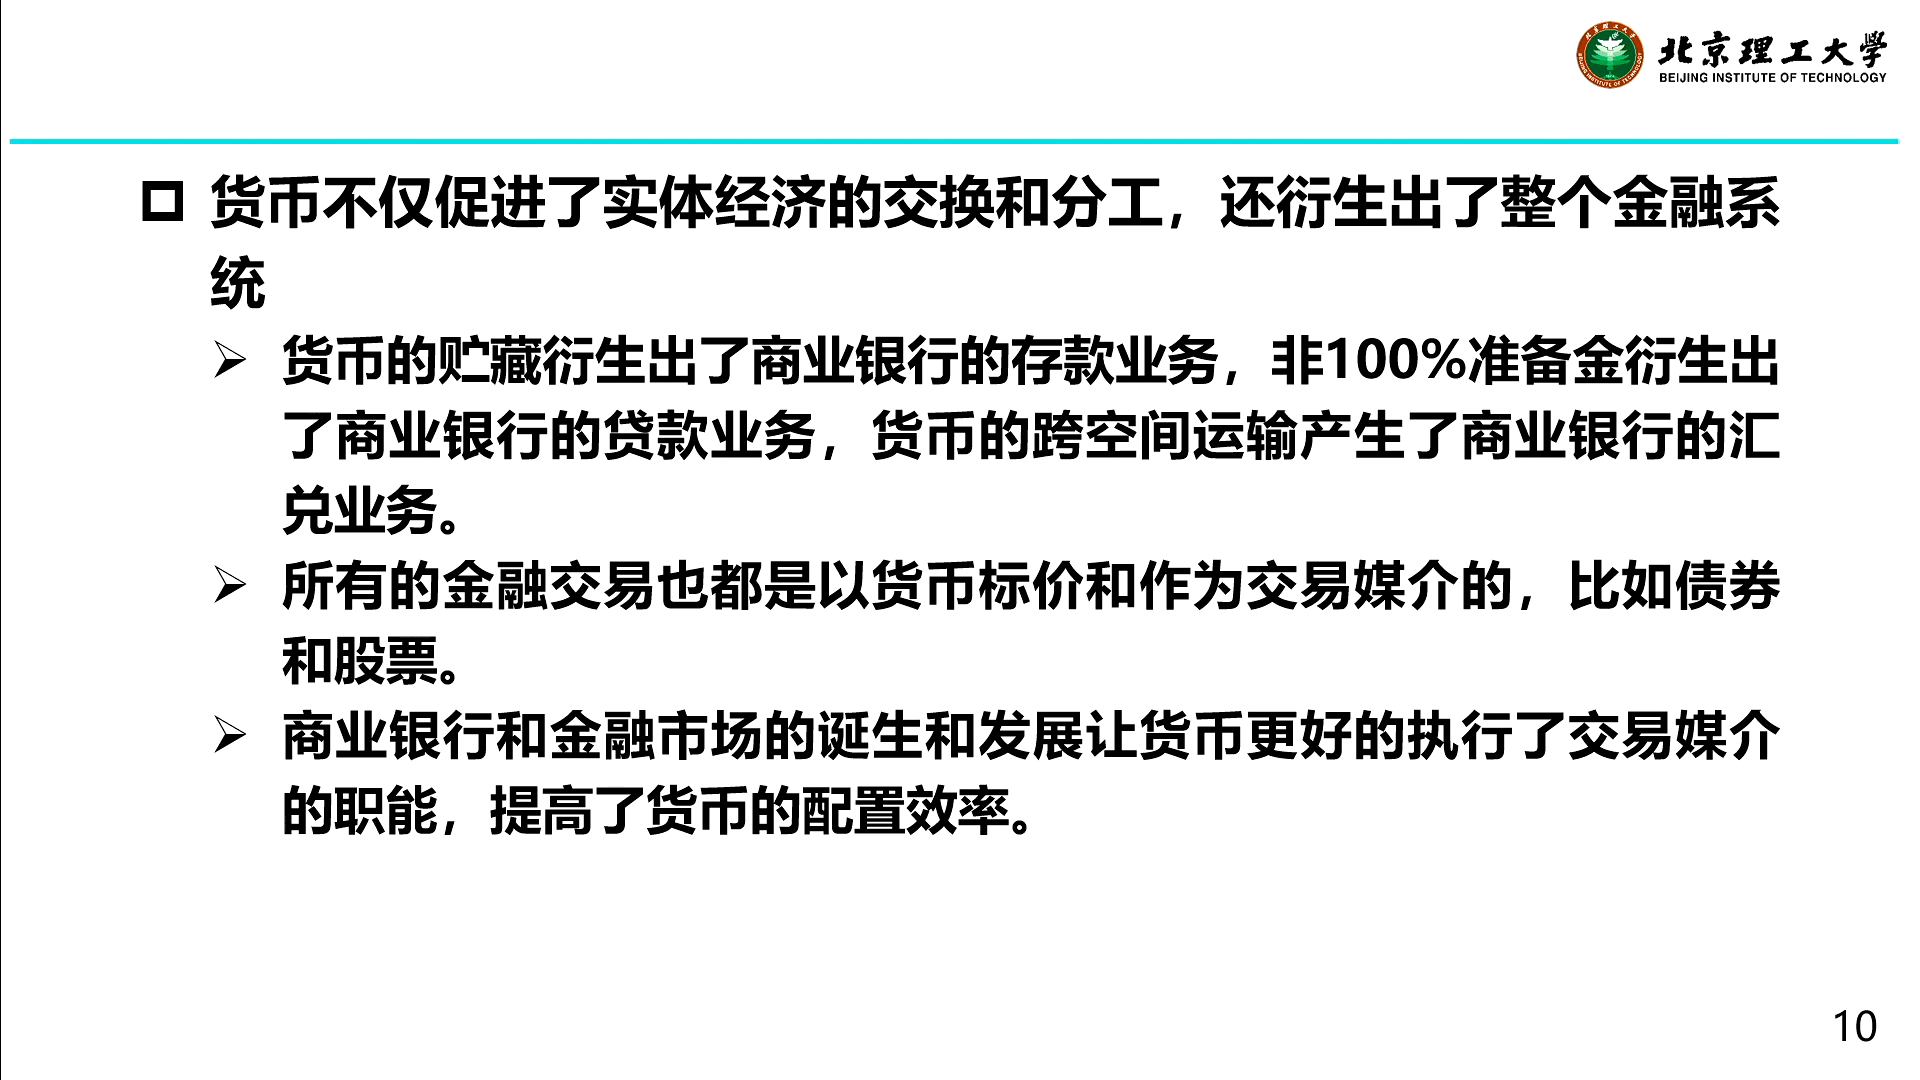 北京理工大学
BEIJING INSTITUTE OF TECHNOLOGY
货币不仅促进了实体经济的交换和分工，还衍生出了整个金融系
统
货币的贮藏衍生出了商业银行的存款业务，非100%准备金衍生出
了商业银行的贷款业务，货币的跨空间运输产生了商业银行的汇
兑业务。
所有的金融交易也都是以货币标价和作为交易媒介的，比如债券
和股票。
商业银行和金融市场的诞生和发展让货币更好的执行了交易媒介
的职能，提高了货币的配置效率。
10